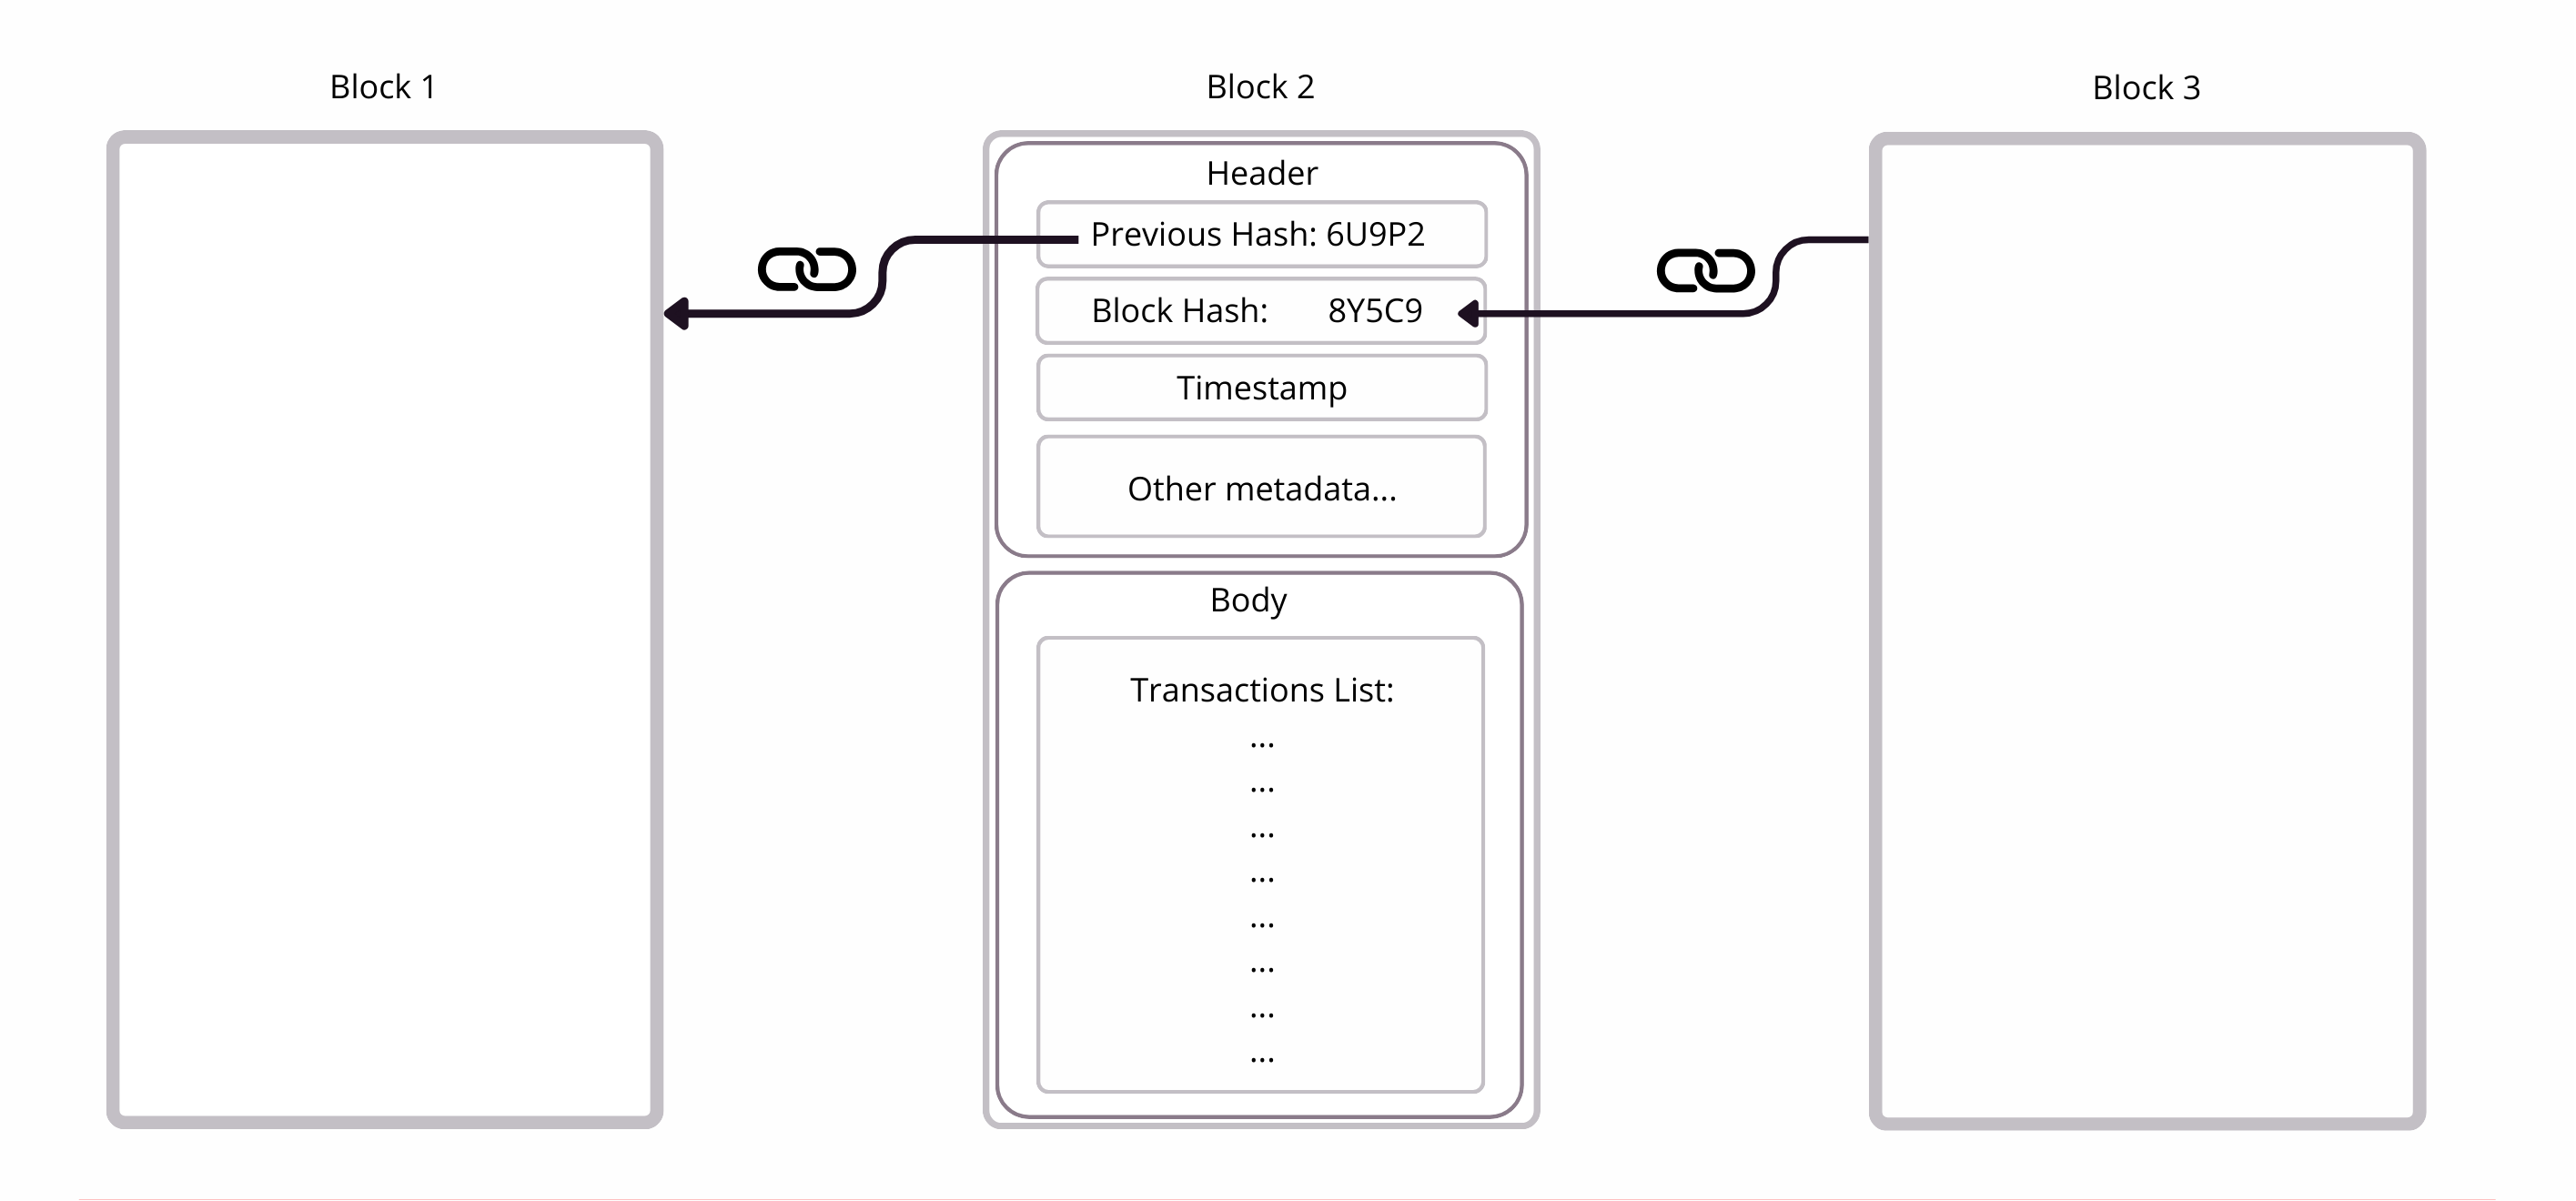 Block 1
Block 2
Block 3
Header
Previous Hash: 6U9P2
Block Hash: 8Y5C9
Timestamp
Other metadata...
Body
Transactions List:
...
...
...
...
...
...
...
...